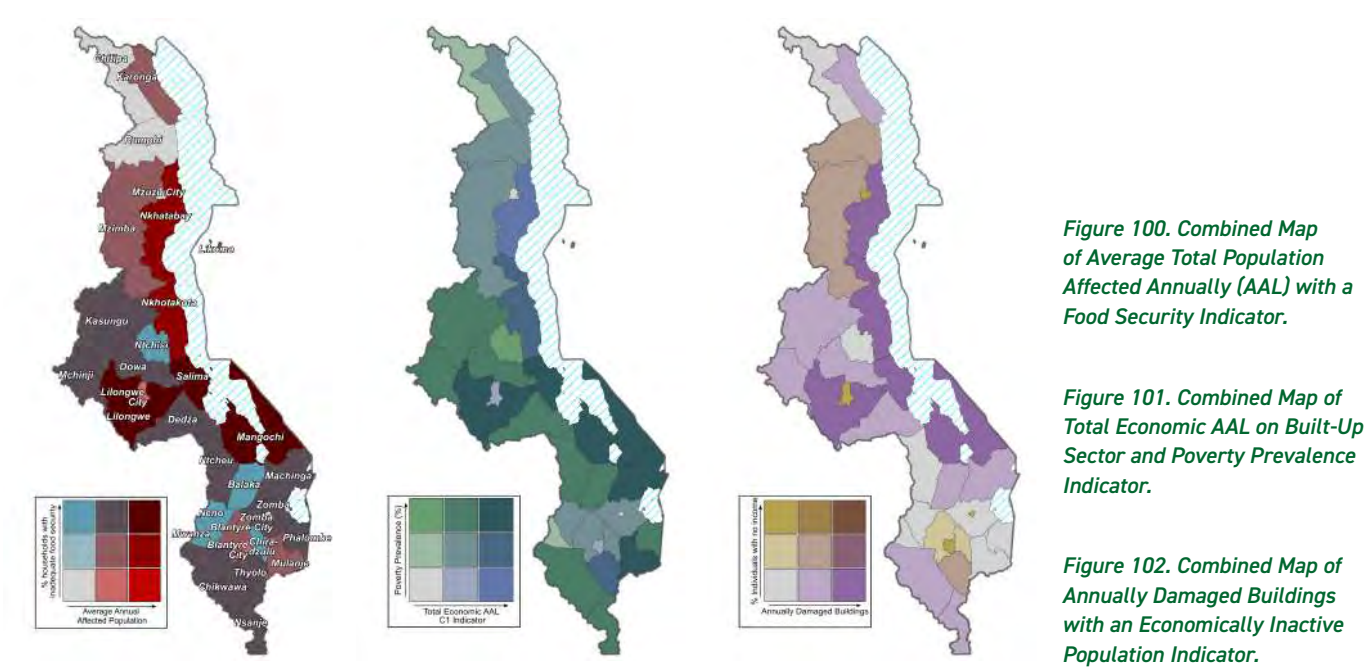 Chitipa
Karonga
Rumphi
Mzuzu City
Nkhatabay
Mzimba
Likoma
Nkhotakota
Kasungu
Ntchisi
Dowa
Mchinji
Salima
Lilongwe
City
Lilongwe
Dedza
Mangochi
Ntcheu
Machinga
Balaka
Zomba
Neno
Zomba
City
Blantyre
Mwanza
Phalombe
Blantyre
City
Chira-
dzulu
Mulanje
Thyolo
Chikwawa
Nsanje
% households with
inadequate food security
Average Annual
Affected Population
Poverty Prevalence (%)
Total Economic AAL
C1 Indicator
% Individuals with no income
Annually Damaged Buildings
Figure 100. Combined Map
of Average Total Population
Affected Annually (AAL) with a
Food Security Indicator.
Figure 101. Combined Map of
Total Economic AAL on Built-Up
Sector and Poverty Prevalence
Indicator.
Figure 102. Combined Map of
Annually Damaged Buildings
with an Economically Inactive
Population Indicator.